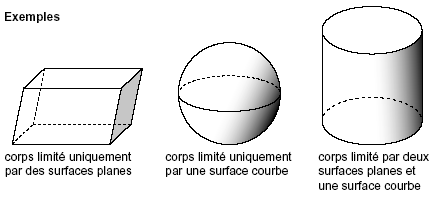 Exemples
corps limité uniquement
par des surfaces planes
corps limité uniquement
par une surface courbe
corps limité par deux
surfaces planes et
une surface courbe